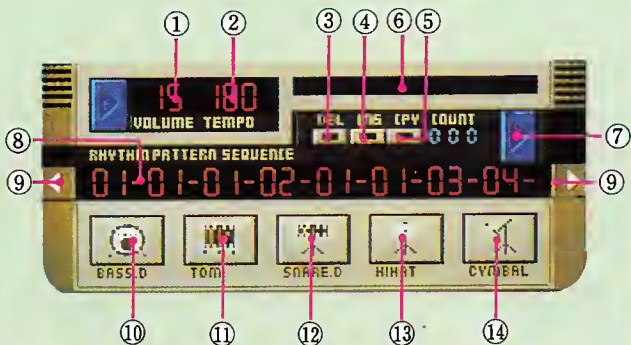 ① ② ③ ④ ⑥ ⑤
15 100
VOLUME TEMPO
DEL INS CPY COUNT
000
⑦
⑧
RHYTHM PATTERN SEQUENCE
⑨ 01-01-01-02-01-01-03-04- ⑨
BASS.D TOM SNARE.D HIHAT CYMBAL
⑩ ⑪ ⑫ ⑬ ⑭